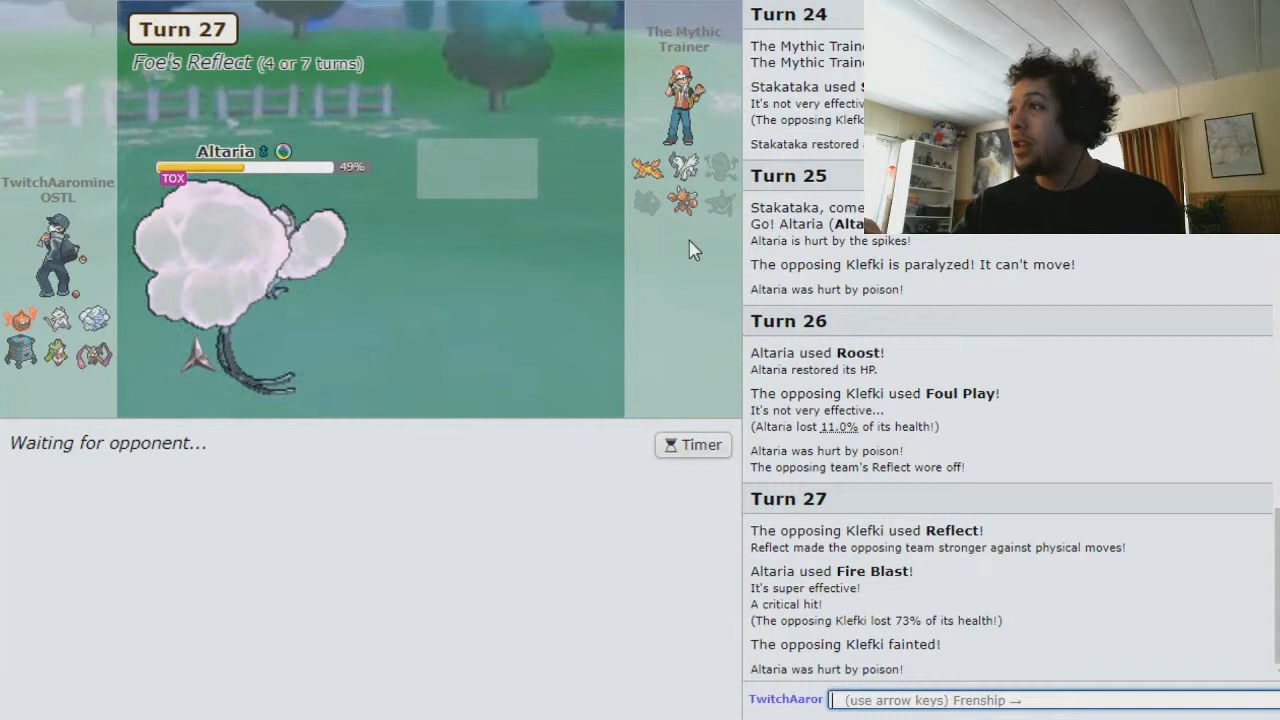 Turn 27
Foe's Reflect (4 or 7 turns)
Altaria
49%
TOX
TwitchAaromine
OSTL
The Mythic
Trainer
Waiting for opponent...
Timer
Turn 24
The Mythic
The Mythic
Stakataka used
It's not very
(The opposing Klefki
Stakataka restored
Turn 25
Stakataka, come
Go! Altaria
Altaria is hurt by the spikes!
The opposing Klefki is paralyzed! It can't move!
Altaria was hurt by poison!
Turn 26
Altaria used Roost!
Altaria restored its HP.
The opposing Klefki used Foul Play!
It's not very effective...
(Altaria lost 11.0% of its health!)
Altaria was hurt by poison!
The opposing team's Reflect wore off!
Turn 27
The opposing Klefki used Reflect!
Reflect made the opposing team stronger against physical moves!
Altaria used Fire Blast!
It's super effective!
A critical hit!
(The opposing Klefki lost 73% of its health!)
The opposing Klefki fainted!
Altaria was hurt by poison!
TwitchAaror
(use arrow keys) Frenship →